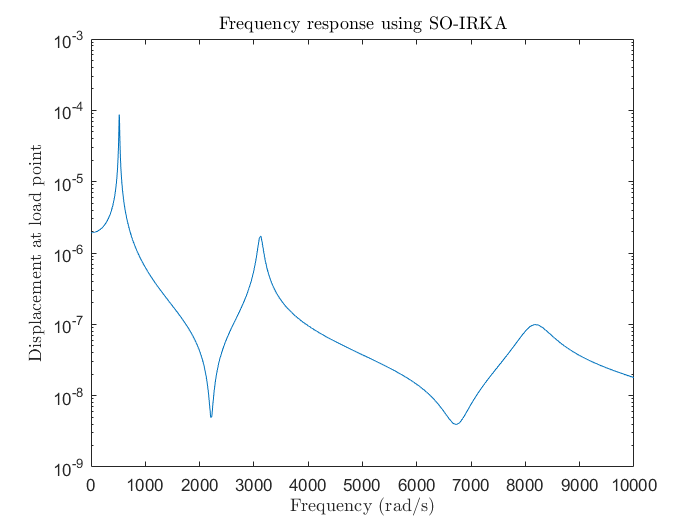 Frequency response using SO-IRKA
Displacement at load point
10^-3
10^-4
10^-5
10^-6
10^-7
10^-8
10^-9
0 1000 2000 3000 4000 5000 6000 7000 8000 9000 10000
Frequency (rad/s)